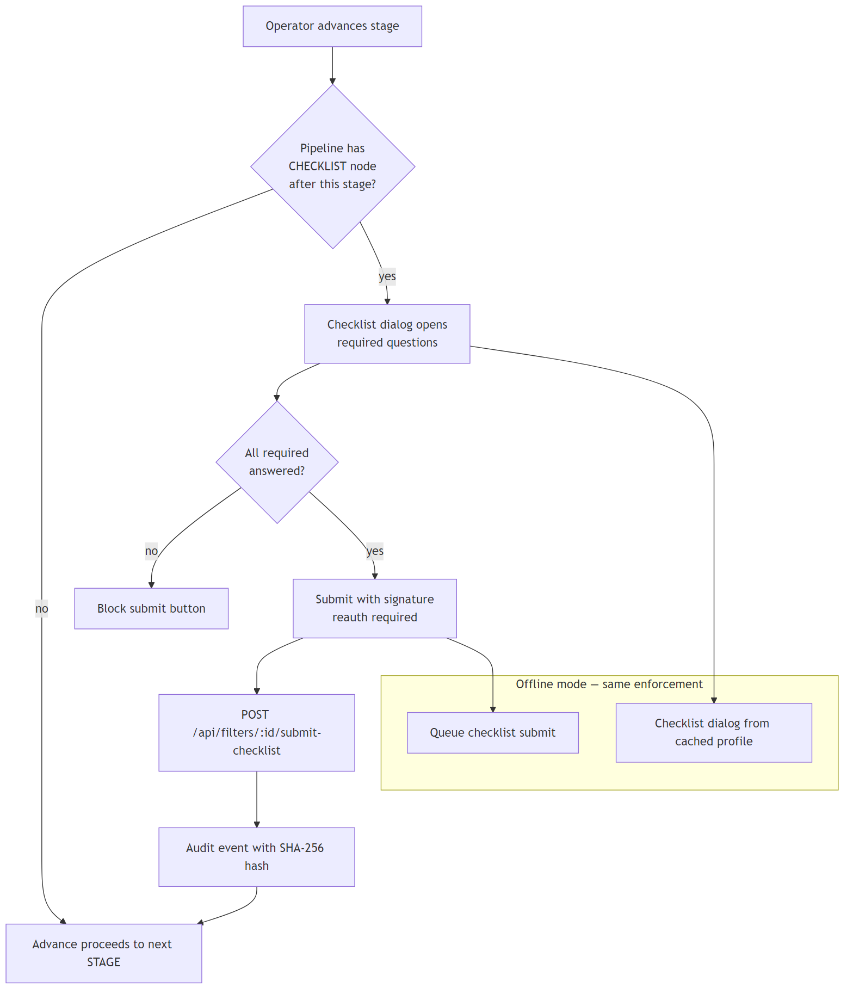 Operator advances stage
Pipeline has
CHECKLIST node
after this stage?
yes
Checklist dialog opens
required questions
All required
answered?
no
yes
no
Block submit button
Submit with signature
reauth required
Offline mode — same enforcement
POST
/api/filters/:id/submit-
checklist
Queue checklist submit
Checklist dialog from
cached profile
Audit event with SHA-256
hash
Advance proceeds to next
STAGE